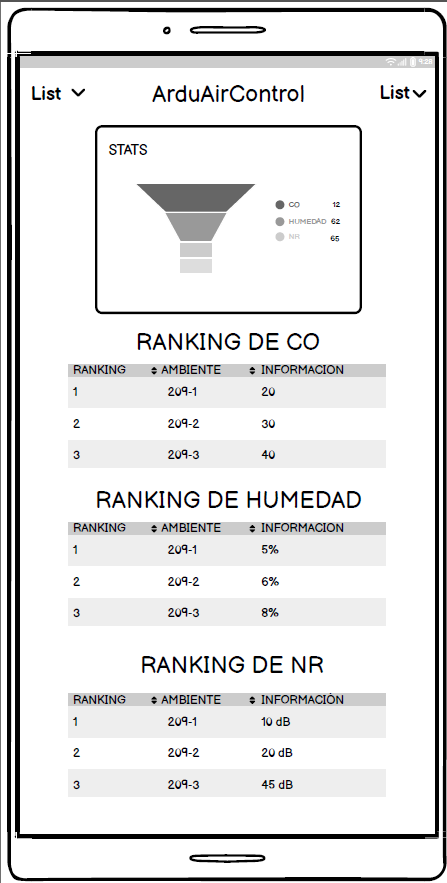 9:28
List ArduAirControl List
STATS
CO 12
HUMEDAD 62
NR 65
RANKING DE CO
RANKING AMBIENTE INFORMACION
1 209-1 20
2 209-2 30
3 209-3 40
RANKING DE HUMEDAD
RANKING AMBIENTE INFORMACION
1 209-1 5%
2 209-2 6%
3 209-3 8%
RANKING DE NR
RANKING AMBIENTE INFORMACIÓN
1 209-1 10 dB
2 209-2 20 dB
3 209-3 45 dB